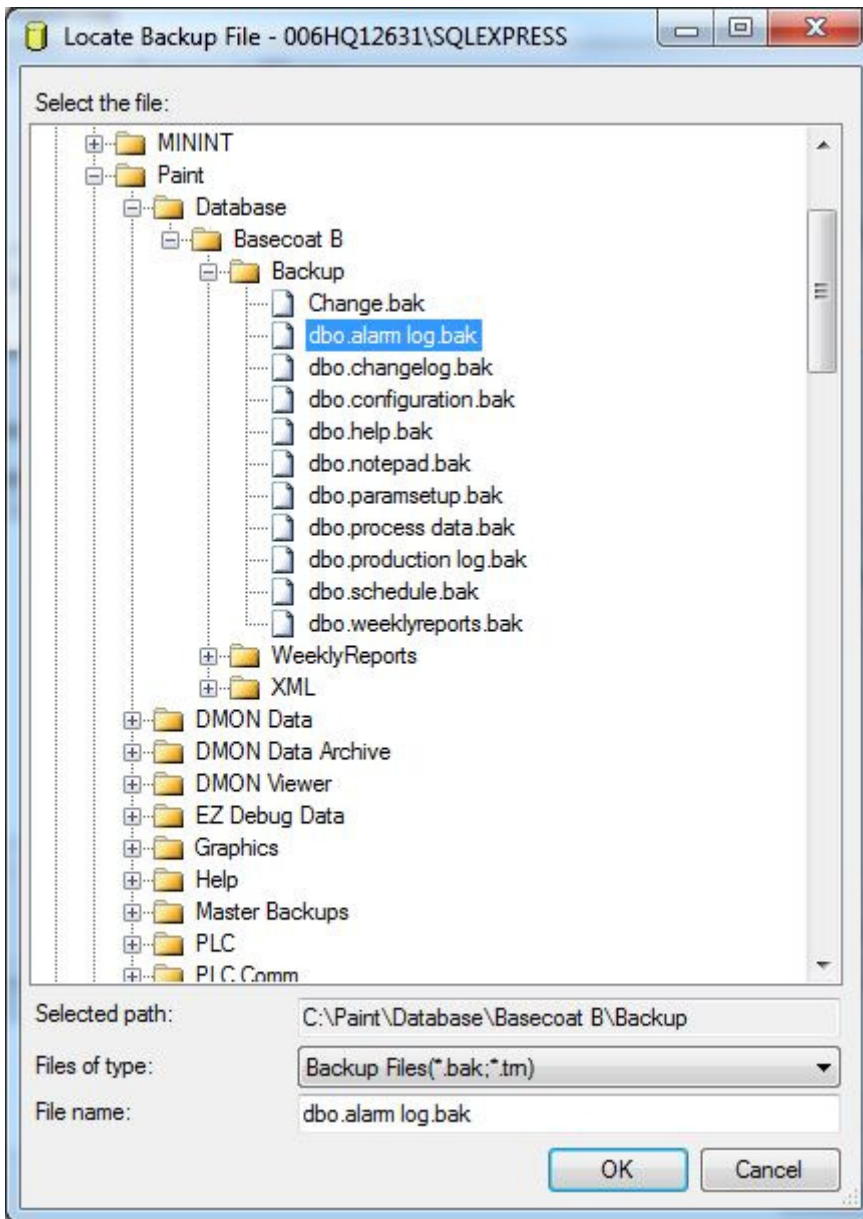 Locate Backup File - 006HQ12631\SQLEXPRESS
Select the file:
MININT
Paint
Database
Basecoat B
Backup
Change.bak
dbo.alarm log.bak
dbo.changelog.bak
dbo.configuration.bak
dbo.help.bak
dbo.notepad.bak
dbo.paramsetup.bak
dbo.process data.bak
dbo.production log.bak
dbo.schedule.bak
dbo.weeklyreports.bak
WeeklyReports
XML
DMON Data
DMON Data Archive
DMON Viewer
EZ Debug Data
Graphics
Help
Master Backups
PLC
PLC Comm
Selected path: C:\Paint\Database\Basecoat B\Backup
Files of type: Backup Files(*.bak;*.trn)
File name: dbo.alarm log.bak
OK Cancel